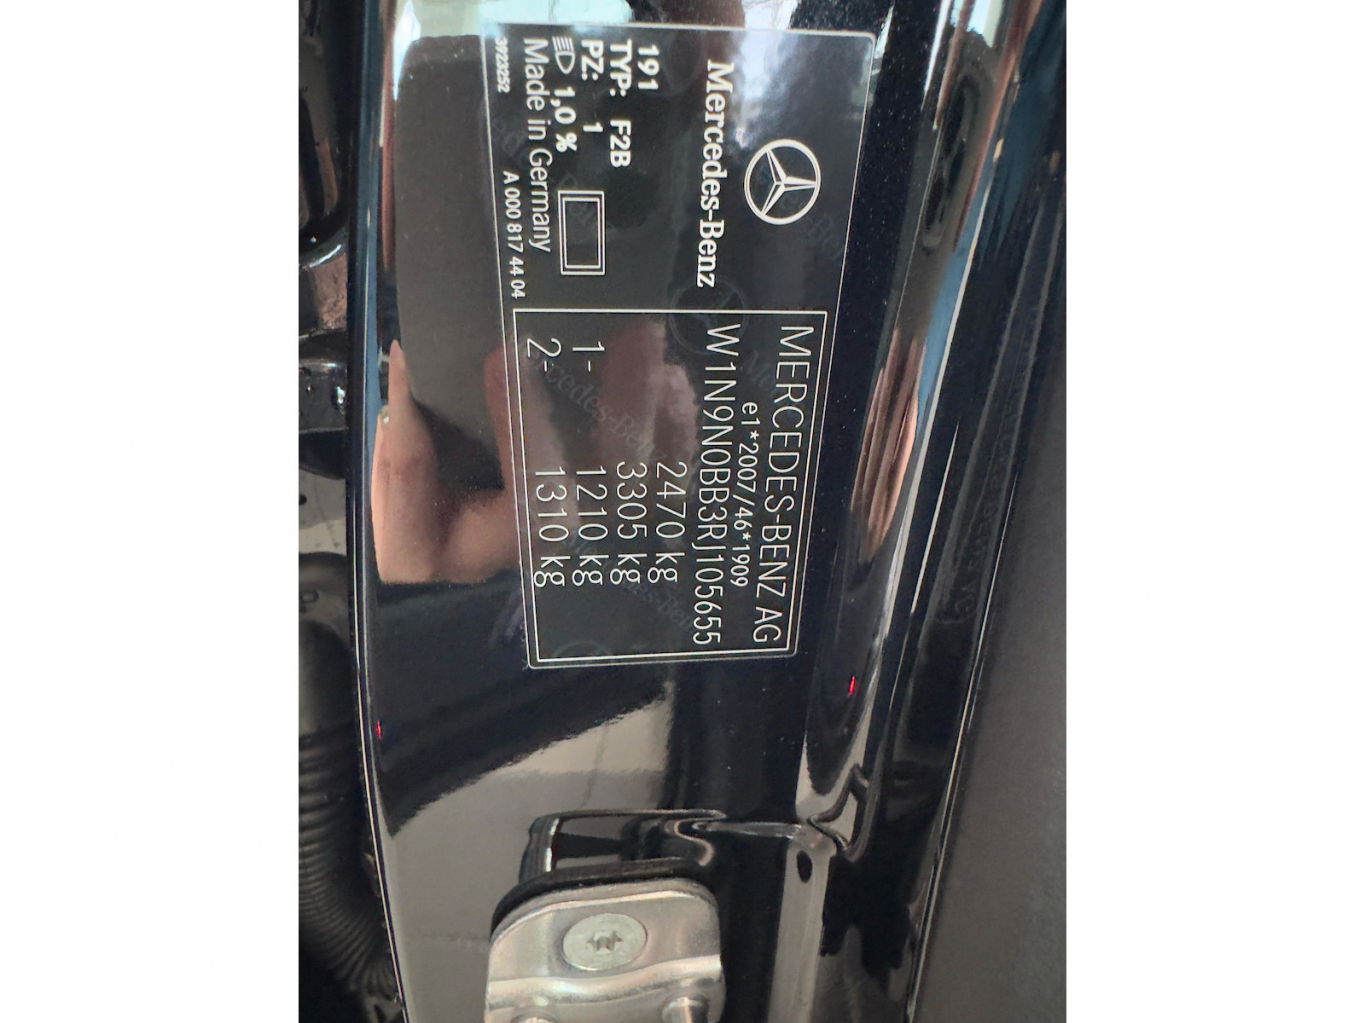 Mercedes-Benz
191
TYP: F2B
PZ: 1
1,0 %
Made in Germany
3923252
A 000 817 44 04
MERCEDES-BENZ AG
e1*2007/46*1909
W1N9N0BB3RJ105655
2470 kg
3305 kg
1- 1210 kg
2- 1310 kg